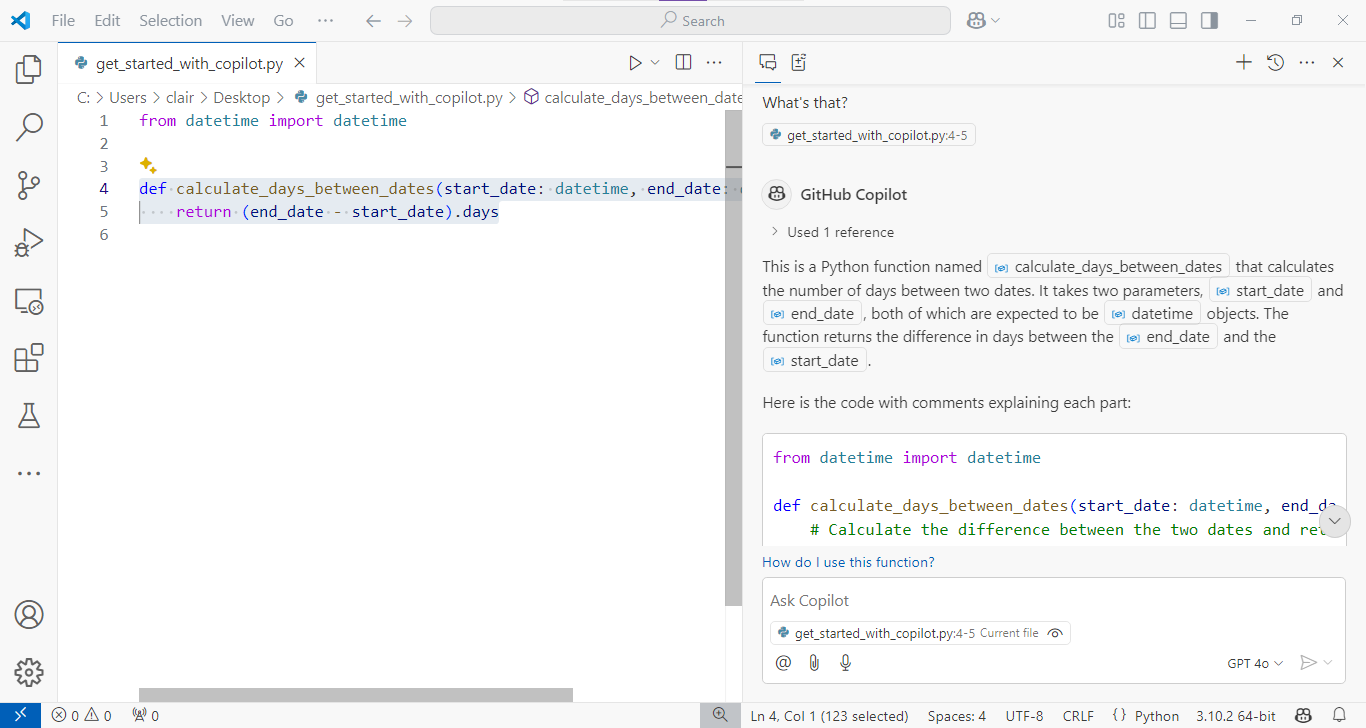 File Edit Selection View Go ··· Search
get_started_with_copilot.py
C: > Users > clair > Desktop > get_started_with_copilot.py > calculate_days_between_date
1 from datetime import datetime
2
3
4 def calculate_days_between_dates(start_date: datetime, end_date:
5 return (end_date - start_date).days
6
What's that?
get_started_with_copilot.py:4-5
GitHub Copilot
> Used 1 reference
This is a Python function named calculate_days_between_dates that calculates
the number of days between two dates. It takes two parameters, start_date and
end_date , both of which are expected to be datetime objects. The
function returns the difference in days between the end_date and the
start_date .
Here is the code with comments explaining each part:
from datetime import datetime
def calculate_days_between_dates(start_date: datetime, end_da
# Calculate the difference between the two dates and ret
How do I use this function?
Ask Copilot
get_started_with_copilot.py:4-5 Current file
@ GPT 4o
0 0 0 Ln 4, Col 1 (123 selected) Spaces: 4 UTF-8 CRLF {} Python 3.10.2 64-bit